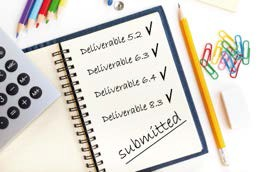 Deliverable 5.2 ✓
Deliverable 6.3 ✓
Deliverable 6.4 ✓
Deliverable 8.3 ✓
submitted